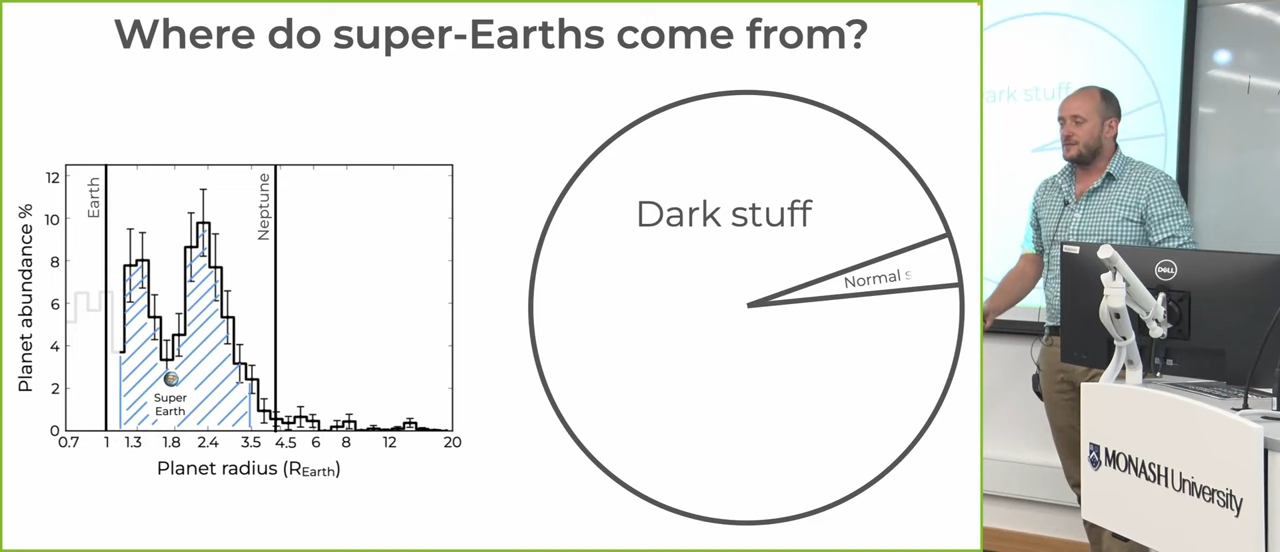 Where do super-Earths come from?
Planet abundance %
12
10
8
6
4
2
0
Earth
Neptune
Super
Earth
0.7 1 1.3 1.8 2.4 3.5 4.5 6 8 12 20
Planet radius (REarth)
Dark stuff
Normal s
ark stuff
DELL
MONASH University